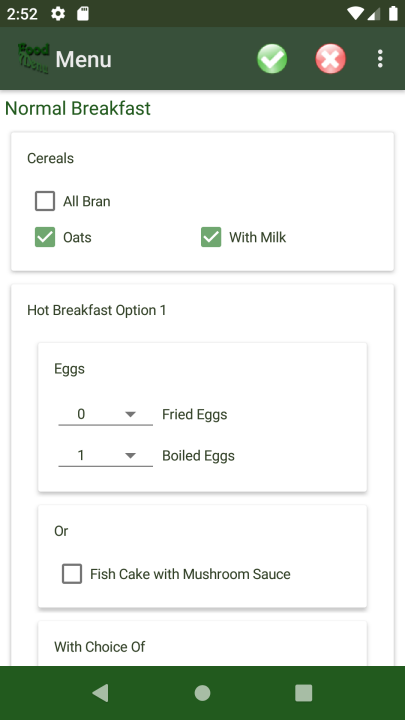 2:52
Food Menu
Menu
Normal Breakfast
Cereals
All Bran
Oats
With Milk
Hot Breakfast Option 1
Eggs
0
Fried Eggs
1
Boiled Eggs
Or
Fish Cake with Mushroom Sauce
With Choice Of